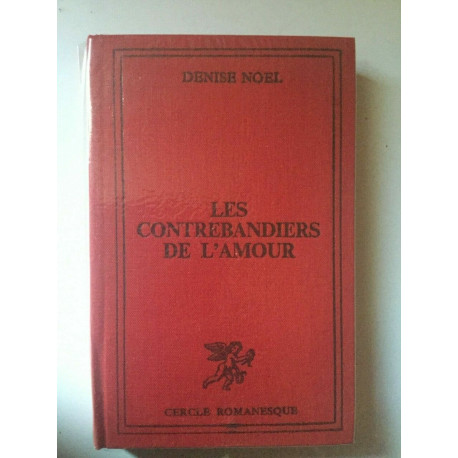 DENISE NOËL
LES
CONTREBANDIERS
DE L'AMOUR
CERCLE ROMANESQUE